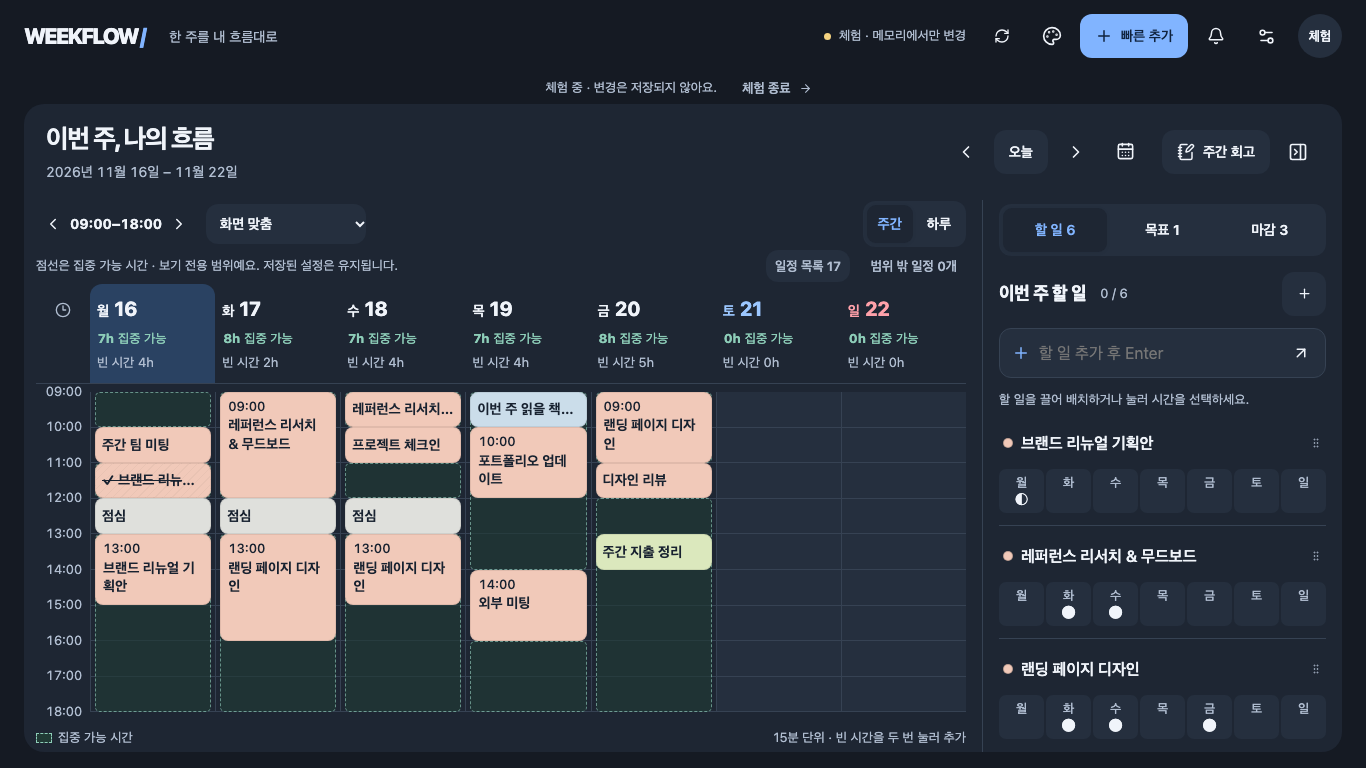 WEEKFLOW/ 한 주를 내 흐름대로
체험 · 메모리에서만 변경
빠른 추가
체험
체험 중 · 변경은 저장되지 않아요. 체험 종료 →
이번 주, 나의 흐름
2026년 11월 16일 – 11월 22일
오늘
주간 회고
09:00–18:00
화면 맞춤
주간 하루
점선은 집중 가능 시간 · 보기 전용 범위예요. 저장된 설정은 유지됩니다.
일정 목록 17 범위 밖 일정 0개
월 16 화 17 수 18 목 19 금 20 토 21 일 22
7h 집중 가능 8h 집중 가능 7h 집중 가능 7h 집중 가능 8h 집중 가능 0h 집중 가능 0h 집중 가능
빈 시간 4h 빈 시간 2h 빈 시간 4h 빈 시간 4h 빈 시간 5h 빈 시간 0h 빈 시간 0h
09:00
10:00
11:00
12:00
13:00
14:00
15:00
16:00
17:00
18:00
주간 팀 미팅
✓ 브랜드 리뉴...
점심
13:00
브랜드 리뉴얼 기
획안
09:00
레퍼런스 리서치
& 무드보드
점심
13:00
랜딩 페이지 디자
인
레퍼런스 리서치...
프로젝트 체크인
점심
13:00
랜딩 페이지 디자
인
이번 주 읽을 책...
10:00
포트폴리오 업데
이트
14:00
외부 미팅
09:00
랜딩 페이지 디자
인
디자인 리뷰
주간 지출 정리
집중 가능 시간
15분 단위 · 빈 시간을 두 번 눌러 추가
할 일 6 목표 1 마감 3
이번 주 할 일 0 / 6
+
+ 할 일 추가 후 Enter
할 일을 끌어 배치하거나 눌러 시간을 선택하세요.
브랜드 리뉴얼 기획안
월 화 수 목 금 토 일
레퍼런스 리서치 & 무드보드
월 화 수 목 금 토 일
랜딩 페이지 디자인
월 화 수 목 금 토 일